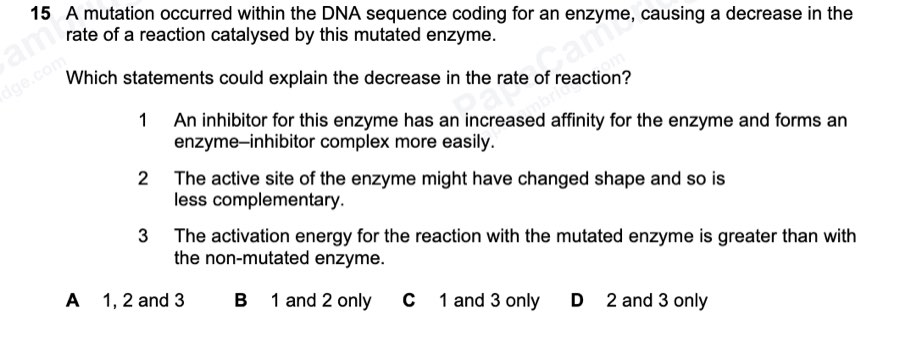 15 A mutation occurred within the DNA sequence coding for an enzyme, causing a decrease in the
rate of a reaction catalysed by this mutated enzyme.
Which statements could explain the decrease in the rate of reaction?
1 An inhibitor for this enzyme has an increased affinity for the enzyme and forms an
enzyme–inhibitor complex more easily.
2 The active site of the enzyme might have changed shape and so is
less complementary.
3 The activation energy for the reaction with the mutated enzyme is greater than with
the non-mutated enzyme.
A 1, 2 and 3 B 1 and 2 only C 1 and 3 only D 2 and 3 only